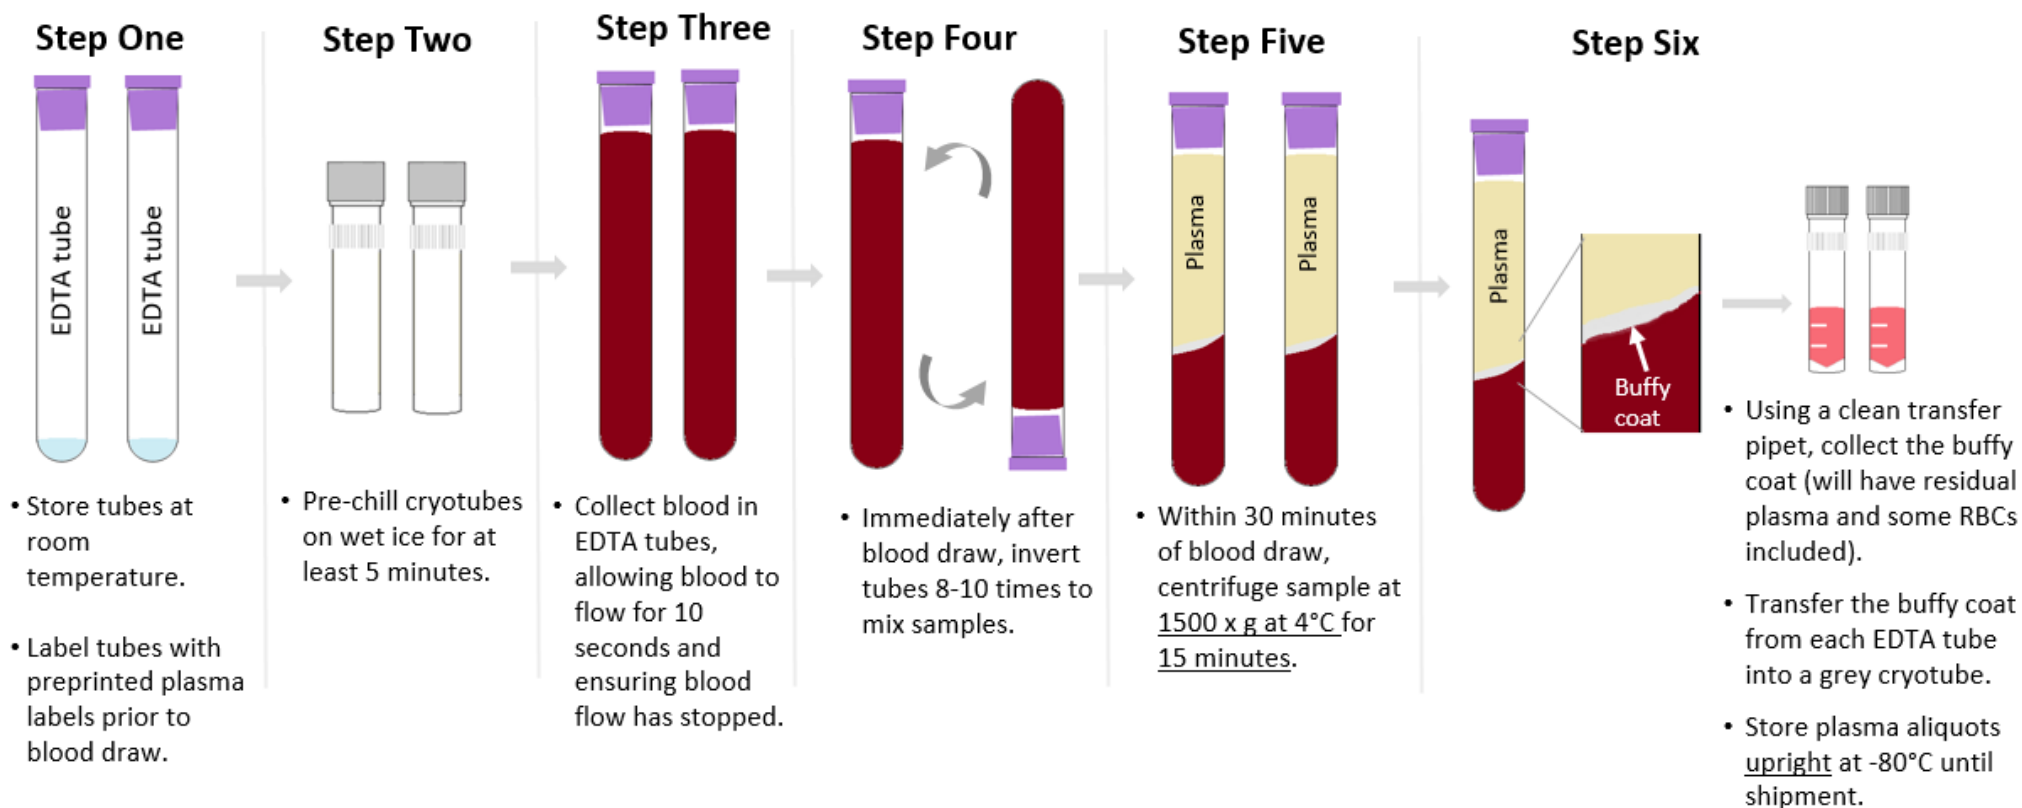 Step One
EDTA tube
EDTA tube
• Store tubes at
room
temperature.
• Label tubes with
preprinted plasma
labels prior to
blood draw.
Step Two
• Pre-chill cryotubes
on wet ice for at
least 5 minutes.
Step Three
• Collect blood in
EDTA tubes,
allowing blood to
flow for 10
seconds and
ensuring blood
flow has stopped.
Step Four
• Immediately after
blood draw, invert
tubes 8-10 times to
mix samples.
Step Five
Plasma
Plasma
• Within 30 minutes
of blood draw,
centrifuge sample at
1500 x g at 4°C for
15 minutes.
Step Six
Plasma
Buffy
coat
• Using a clean transfer
pipet, collect the buffy
coat (will have residual
plasma and some RBCs
included).
• Transfer the buffy coat
from each EDTA tube
into a grey cryotube.
• Store plasma aliquots
upright at -80°C until
shipment.